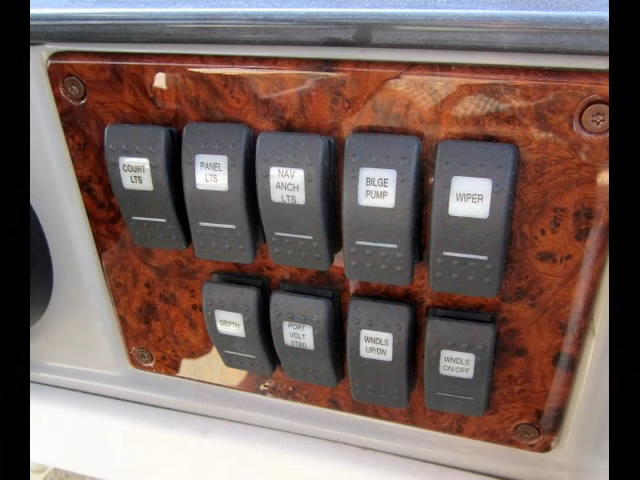 COURT
LTS
PANEL
LTS
NAV
ANCH
LTS
BILGE
PUMP
WIPER
DEPTH
PORT
VOLT
STBD
WNDLS
UP/DN
WNDLS
ON/OFF